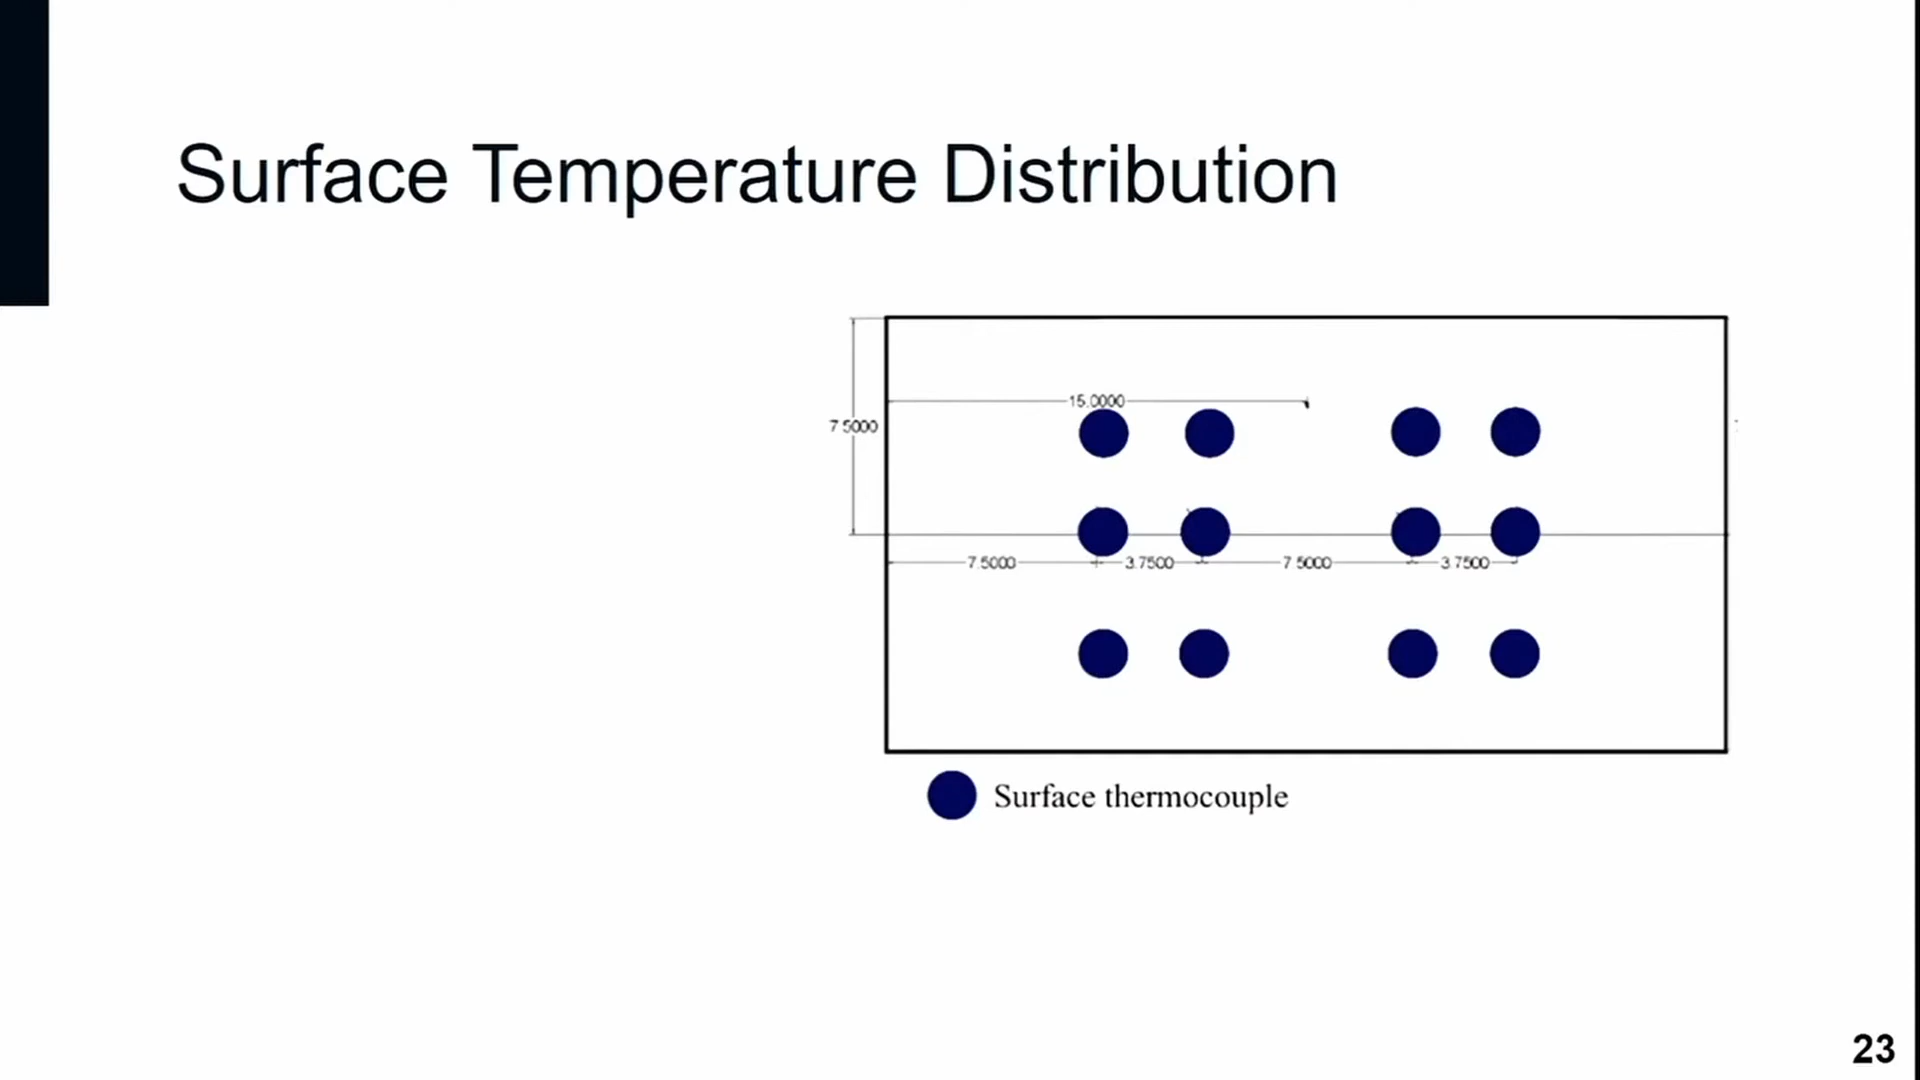 Surface Temperature Distribution
15.0000
7.5000
7.5000 3.7500 7.5000 3.7500
Surface thermocouple
23